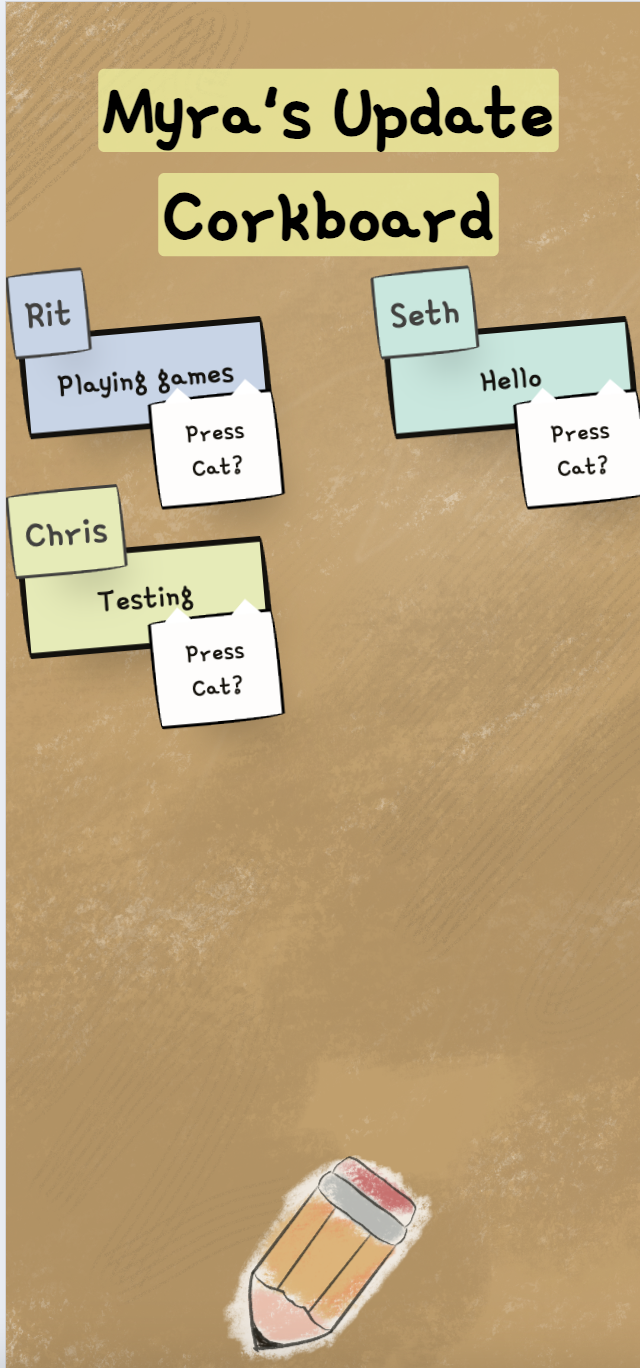 Myra's Update
Corkboard
Rit
Playing games
Press
Cat?
Seth
Hello
Press
Cat?
Chris
Testing
Press
Cat?